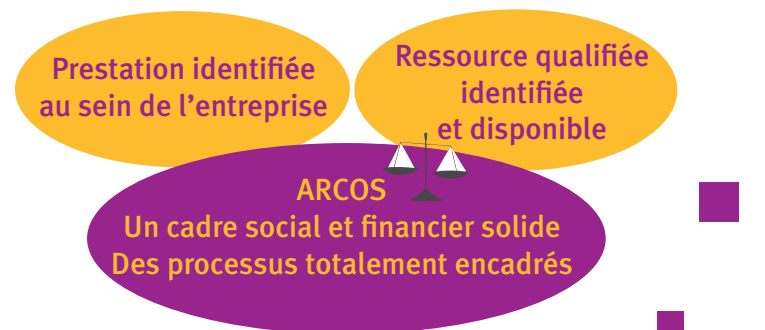 Prestation identifiée
au sein de l’entreprise
Ressource qualifiée
identifiée
et disponible
ARCOS
Un cadre social et financier solide
Des processus totalement encadrés